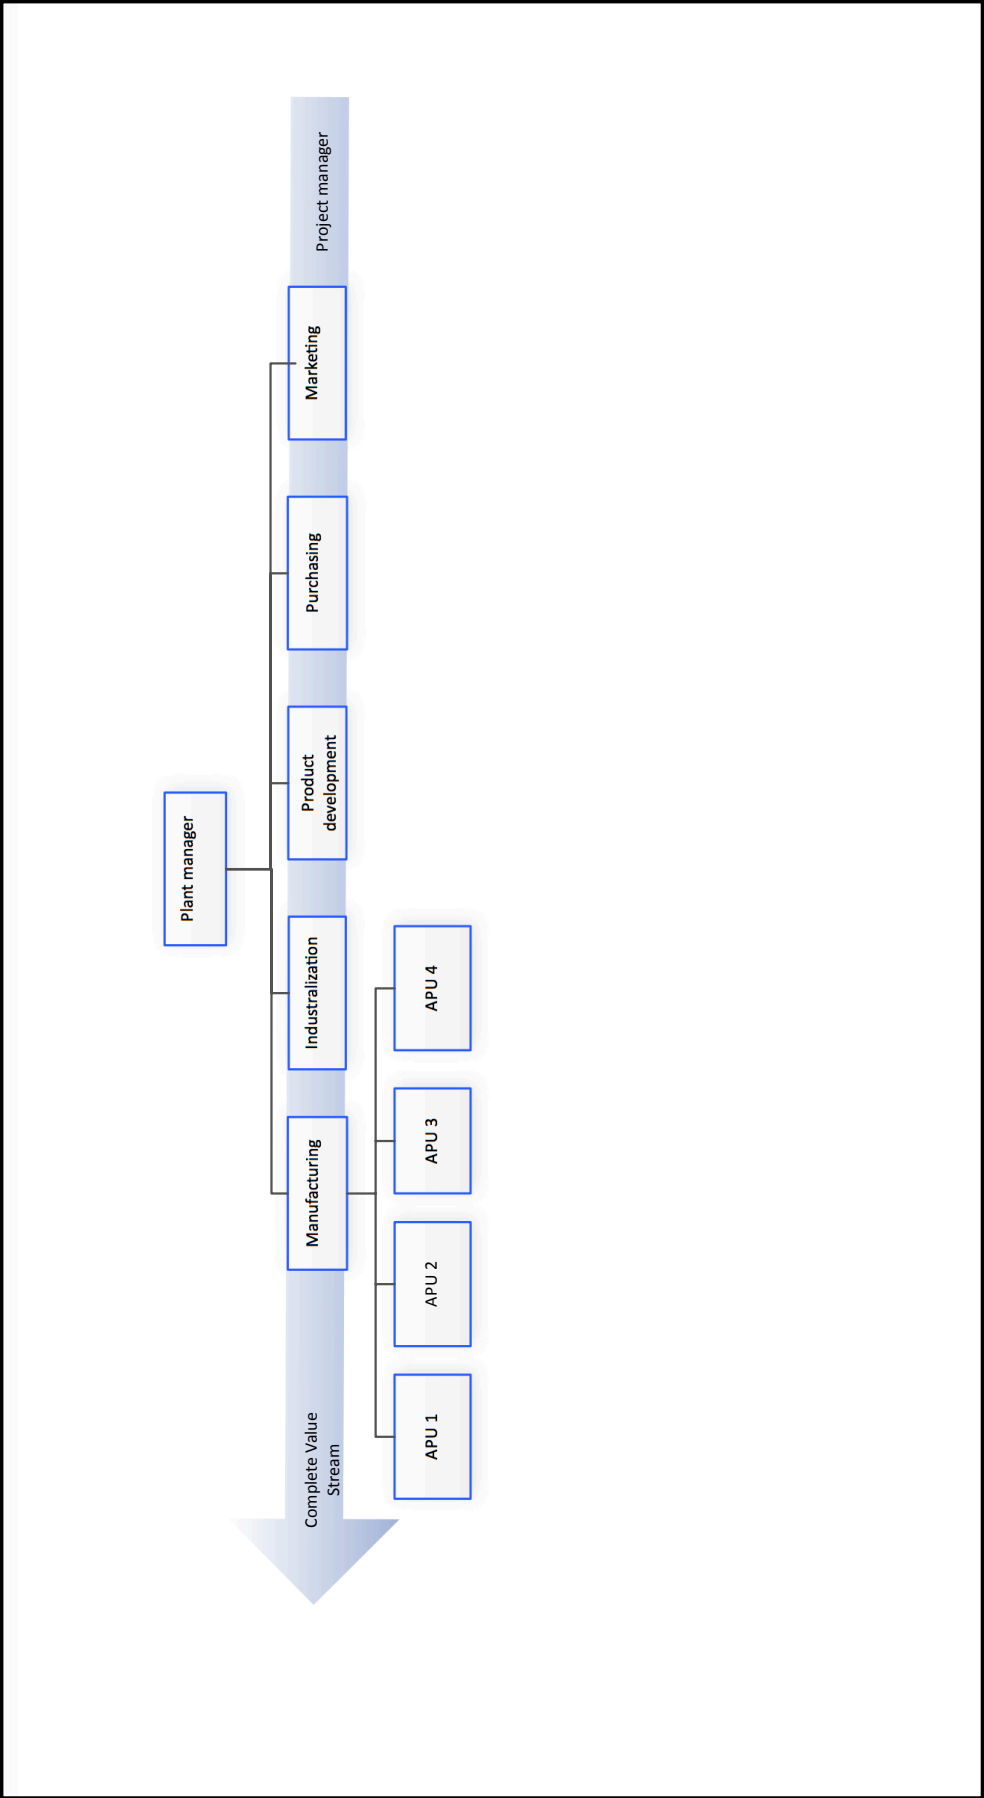 Plant manager
Complete Value
Stream
Manufacturing
Industralization
Product
development
Purchasing
Marketing
Project manager
APU 1
APU 2
APU 3
APU 4